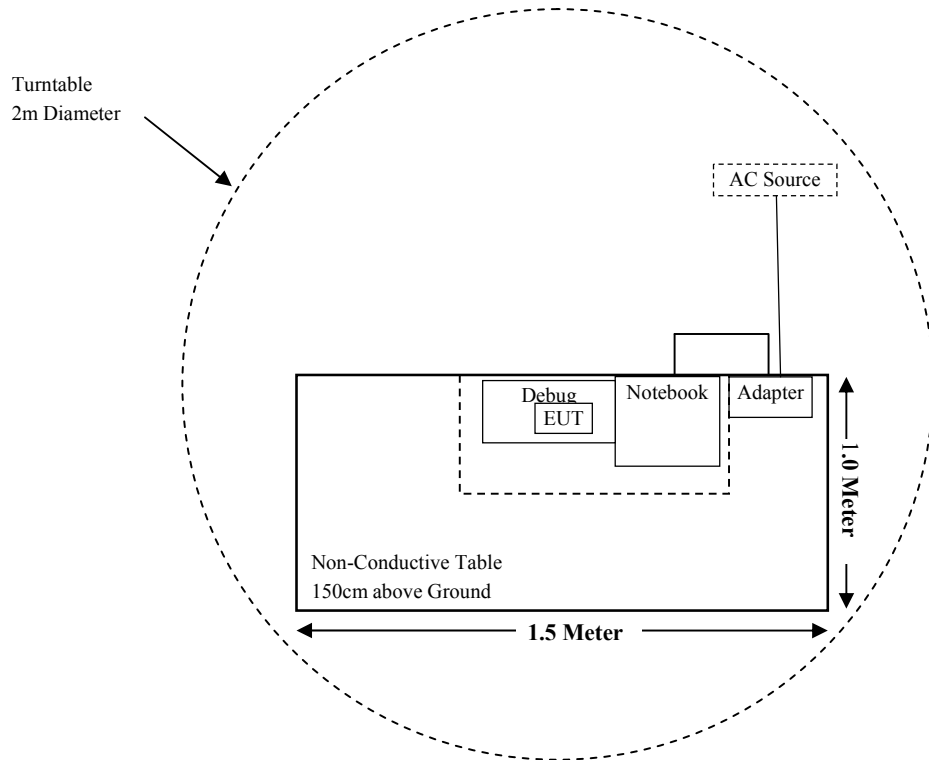 Turntable
2m Diameter
AC Source
Debug
EUT
Notebook
Adapter
1.0 Meter
Non-Conductive Table
150cm above Ground
1.5 Meter